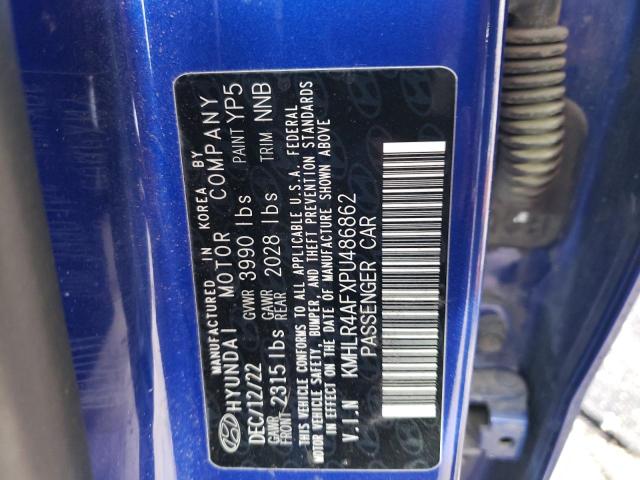 MANUFACTURED IN KOREA BY
HYUNDAI MOTOR COMPANY
DEC/12/22 GVWR 3990 lbs PAINT YP5
GAWR FRONT 2315 lbs GAWR REAR 2028 lbs TRIM NNB
THIS VEHICLE CONFORMS TO ALL APPLICABLE U.S.A. FEDERAL
MOTOR VEHICLE SAFETY, BUMPER, AND THEFT PREVENTION STANDARDS
IN EFFECT ON THE DATE OF MANUFACTURE SHOWN ABOVE
V.I.N KMHLR4AFXPU486862
PASSENGER CAR